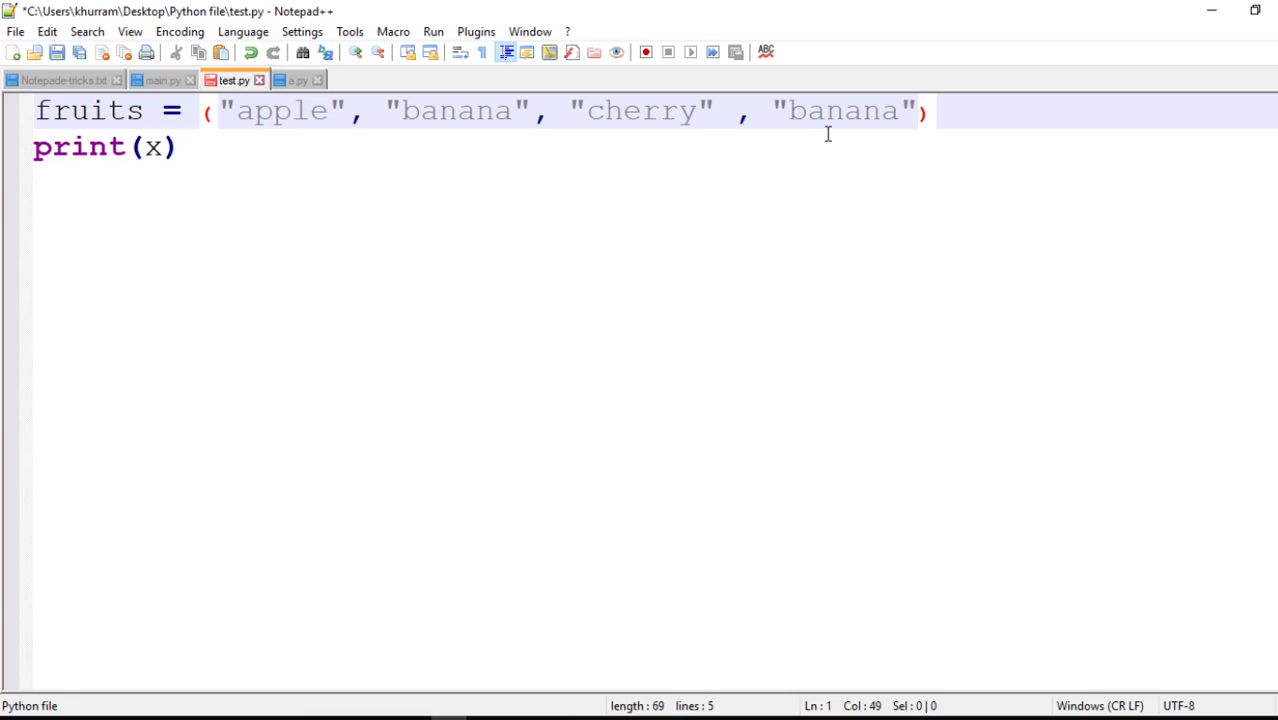 *C:\Users\khurram\Desktop\Python file\test.py - Notepad++
File Edit Search View Encoding Language Settings Tools Macro Run Plugins Window ?
ABC
Notepade-tricks.txt main.py test.py a.py
fruits = ("apple", "banana", "cherry" , "banana")
print(x)
Python file length : 69 lines : 5 Ln : 1 Col : 49 Sel : 0 | 0 Windows (CR LF) UTF-8